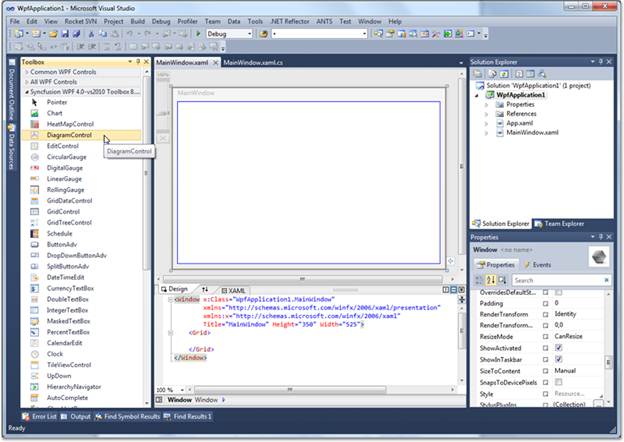 WpfApplication1 - Microsoft Visual Studio
File Edit View Rocket SVN Project Build Debug Profiler Team Data Tools .NET Reflector ANTS Test Window Help
Debug
Toolbox
MainWindow.xaml
MainWindow.xaml.cs
Solution Explorer
Document Outline
Data Sources
Common WPF Controls
All WPF Controls
Syncfusion WPF 4.0-vs2010 Toolbox 8....
Pointer
Chart
HeatMapControl
DiagramControl
EditControl
CircularGauge
DigitalGauge
LinearGauge
RollingGauge
GridDataControl
GridControl
GridTreeControl
Schedule
ButtonAdv
DropDownButtonAdv
SplitButtonAdv
DateTimeEdit
CurrencyTextBox
DoubleTextBox
IntegerTextBox
MaskedTextBox
PercentTextBox
CalendarEdit
Clock
TileViewControl
UpDown
HierarchyNavigator
AutoComplete
DiagramControl
MainWindow
Design
XAML
<Window x:Class="WpfApplication1.MainWindow"
xmlns="http://schemas.microsoft.com/winfx/2006/xaml/presentation"
xmlns:x="http://schemas.microsoft.com/winfx/2006/xaml"
Title="MainWindow" Height="350" Width="525">
<Grid>
</Grid>
</Window>
100 %
Window Window
Solution 'WpfApplication1' (1 project)
WpfApplication1
Properties
References
App.xaml
MainWindow.xaml
Solution Explorer
Team Explorer
Properties
Window <no name>
Properties
Events
Search
OverridesDefaultSt...
Padding 0
RenderTransform Identity
RenderTransform... 0,0
ResizeMode CanResize
ShowActivated
ShowInTaskbar
SizeToContent Manual
SnapsToDevicePixels
Style Resource...
StylusPlugIns (Collection)
Error List
Output
Find Symbol Results
Find Results 1
Ready